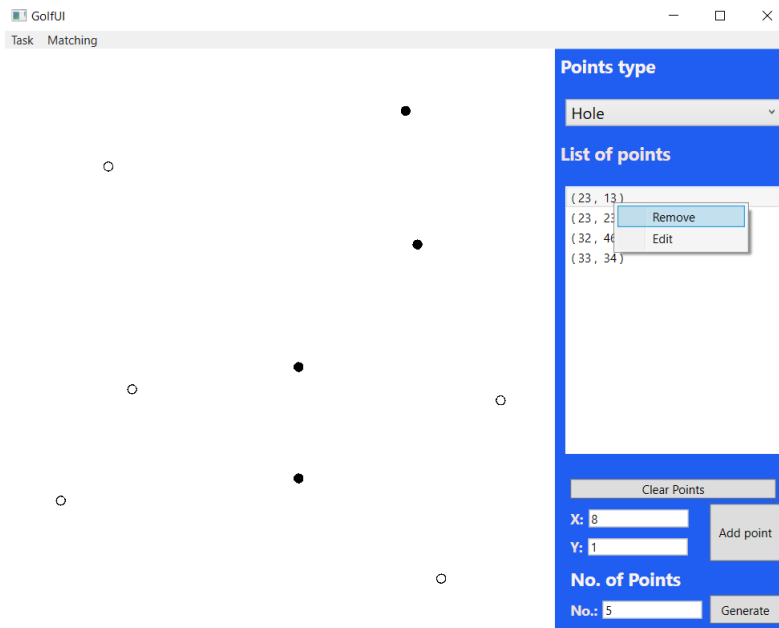 GolfUI
Task Matching
Points type
Hole
List of points
( 23 , 13 )
( 23 , 23
( 32 , 46
( 33 , 34 )
Remove
Edit
Clear Points
X: 8
Y: 1
Add point
No. of Points
No.: 5
Generate